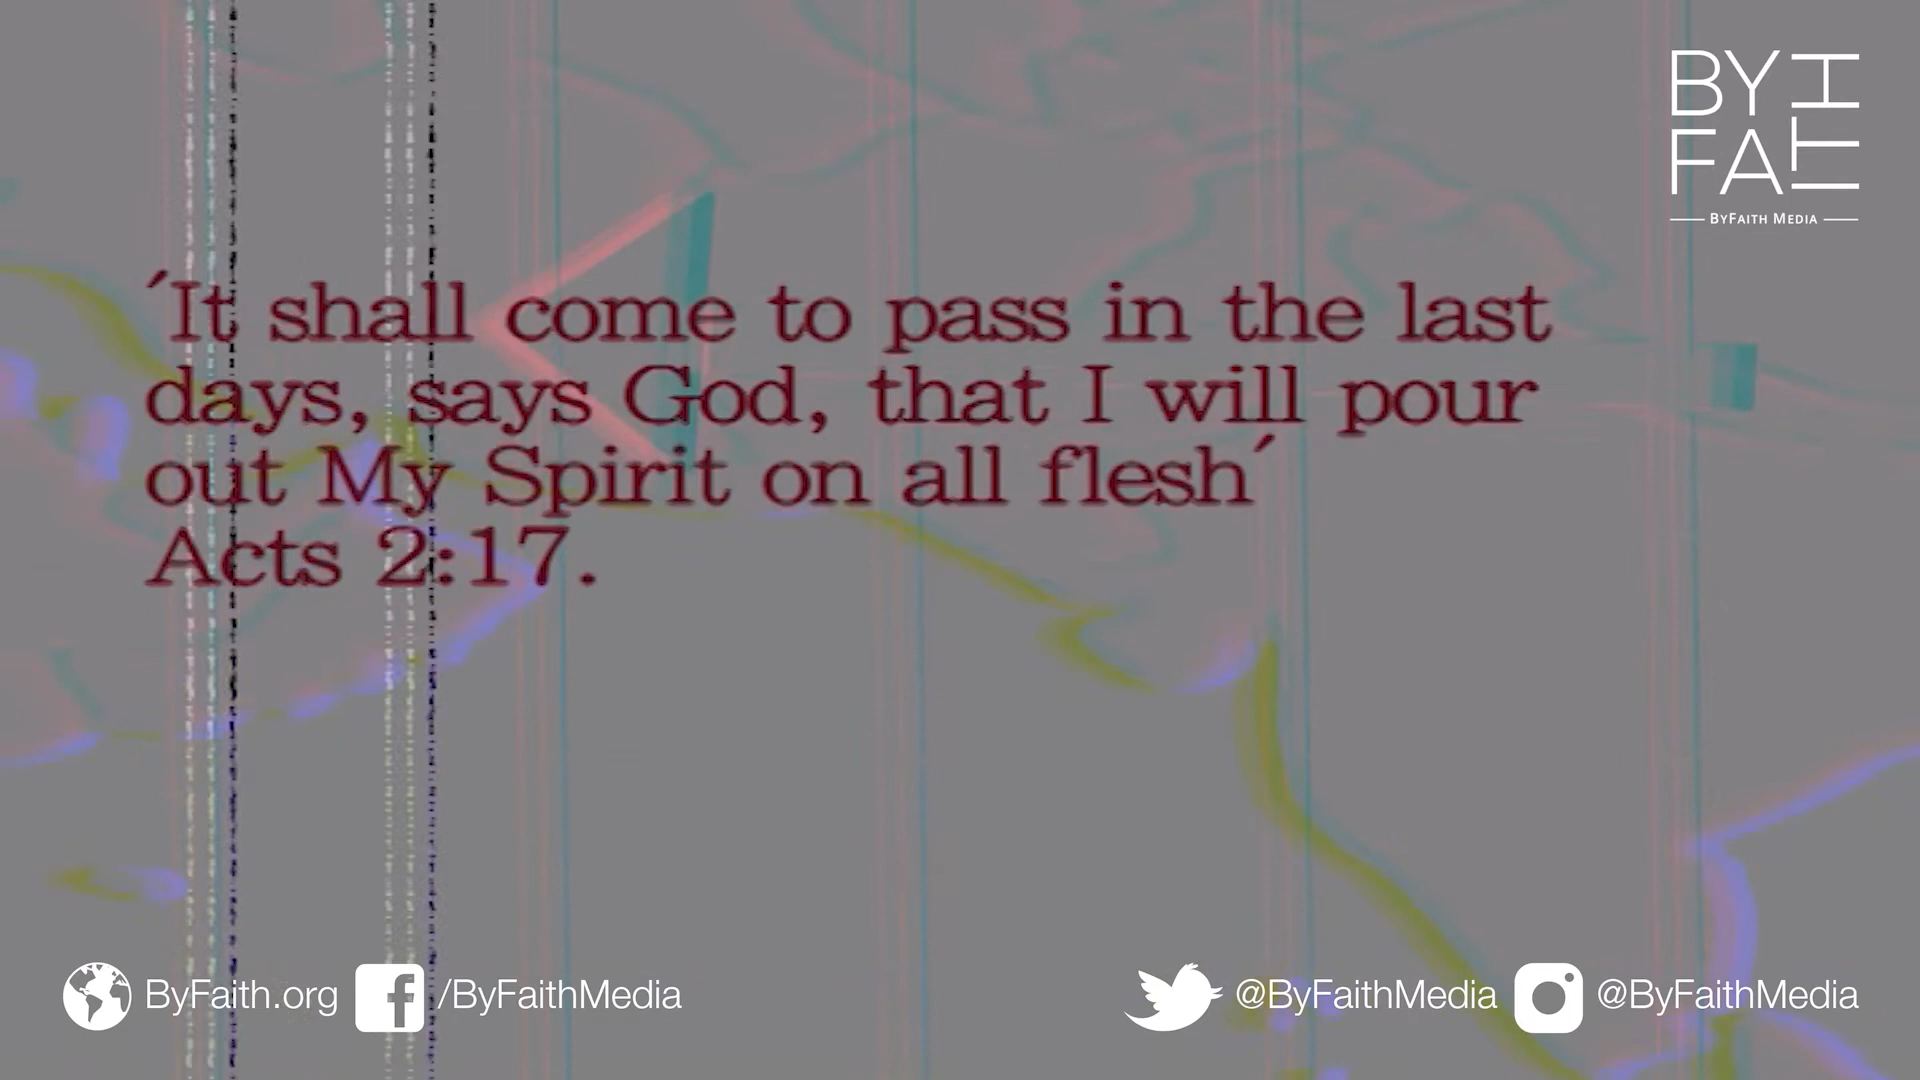 BY
FAITH
ByFaith Media
´It shall come to pass in the last
days, says God, that I will pour
out My Spirit on all flesh´
Acts 2:17.
ByFaith.org
/ByFaithMedia
@ByFaithMedia
@ByFaithMedia